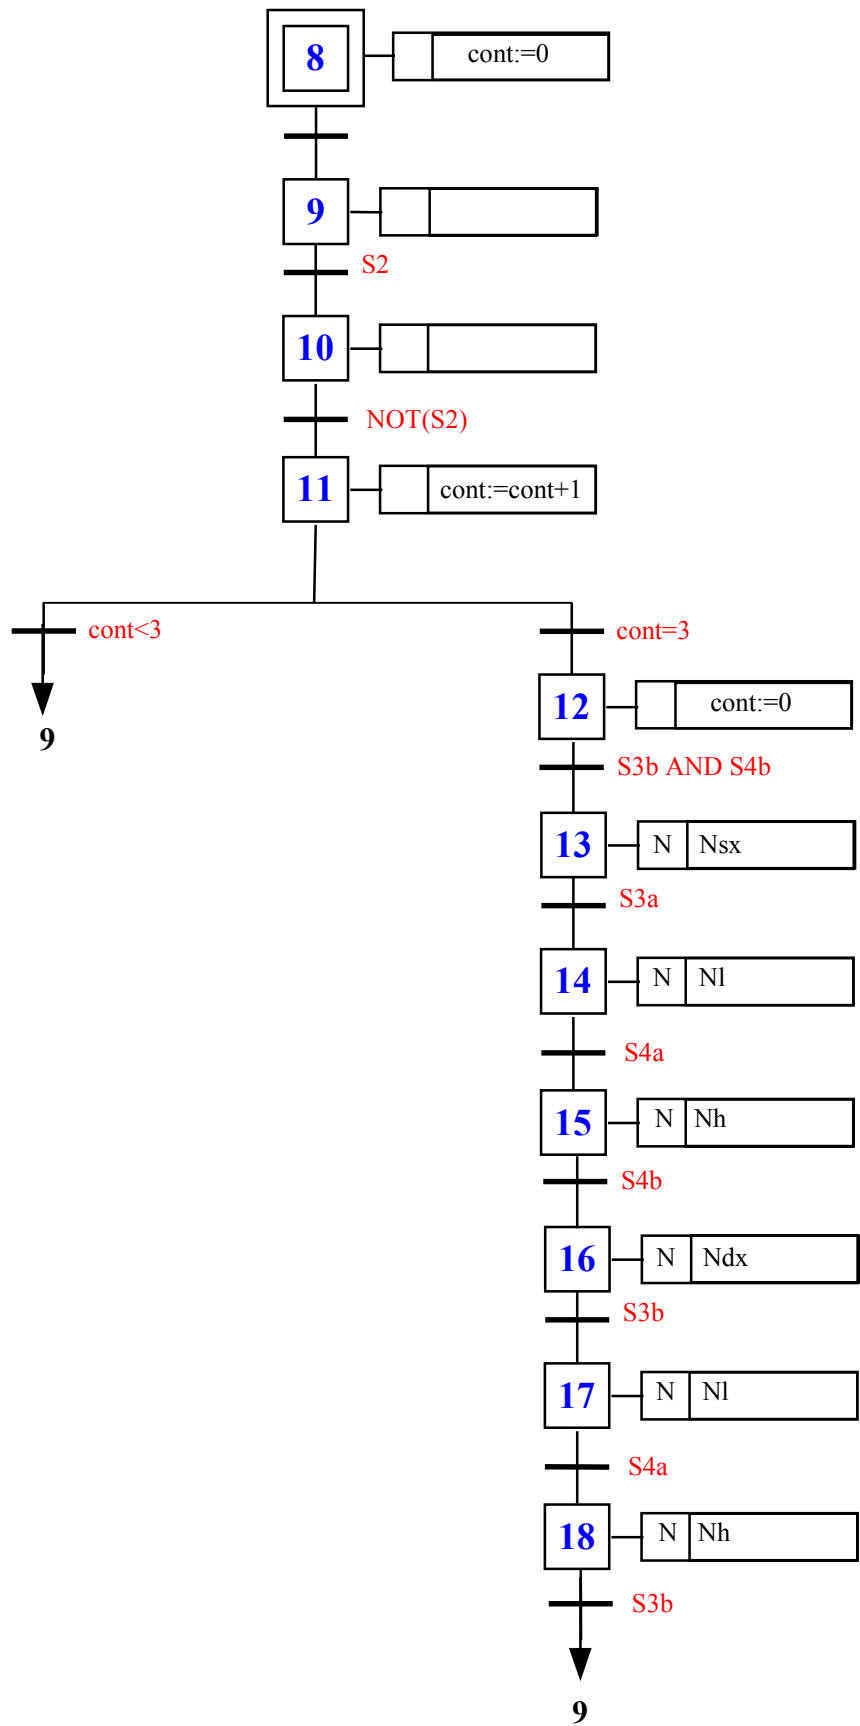 8 cont:=0
9
S2
10
NOT(S2)
11 cont:=cont+1
cont<3 cont=3
9
12 cont:=0
S3b AND S4b
13 N Nsx
S3a
14 N Nl
S4a
15 N Nh
S4b
16 N Ndx
S3b
17 N Nl
S4a
18 N Nh
S3b
9